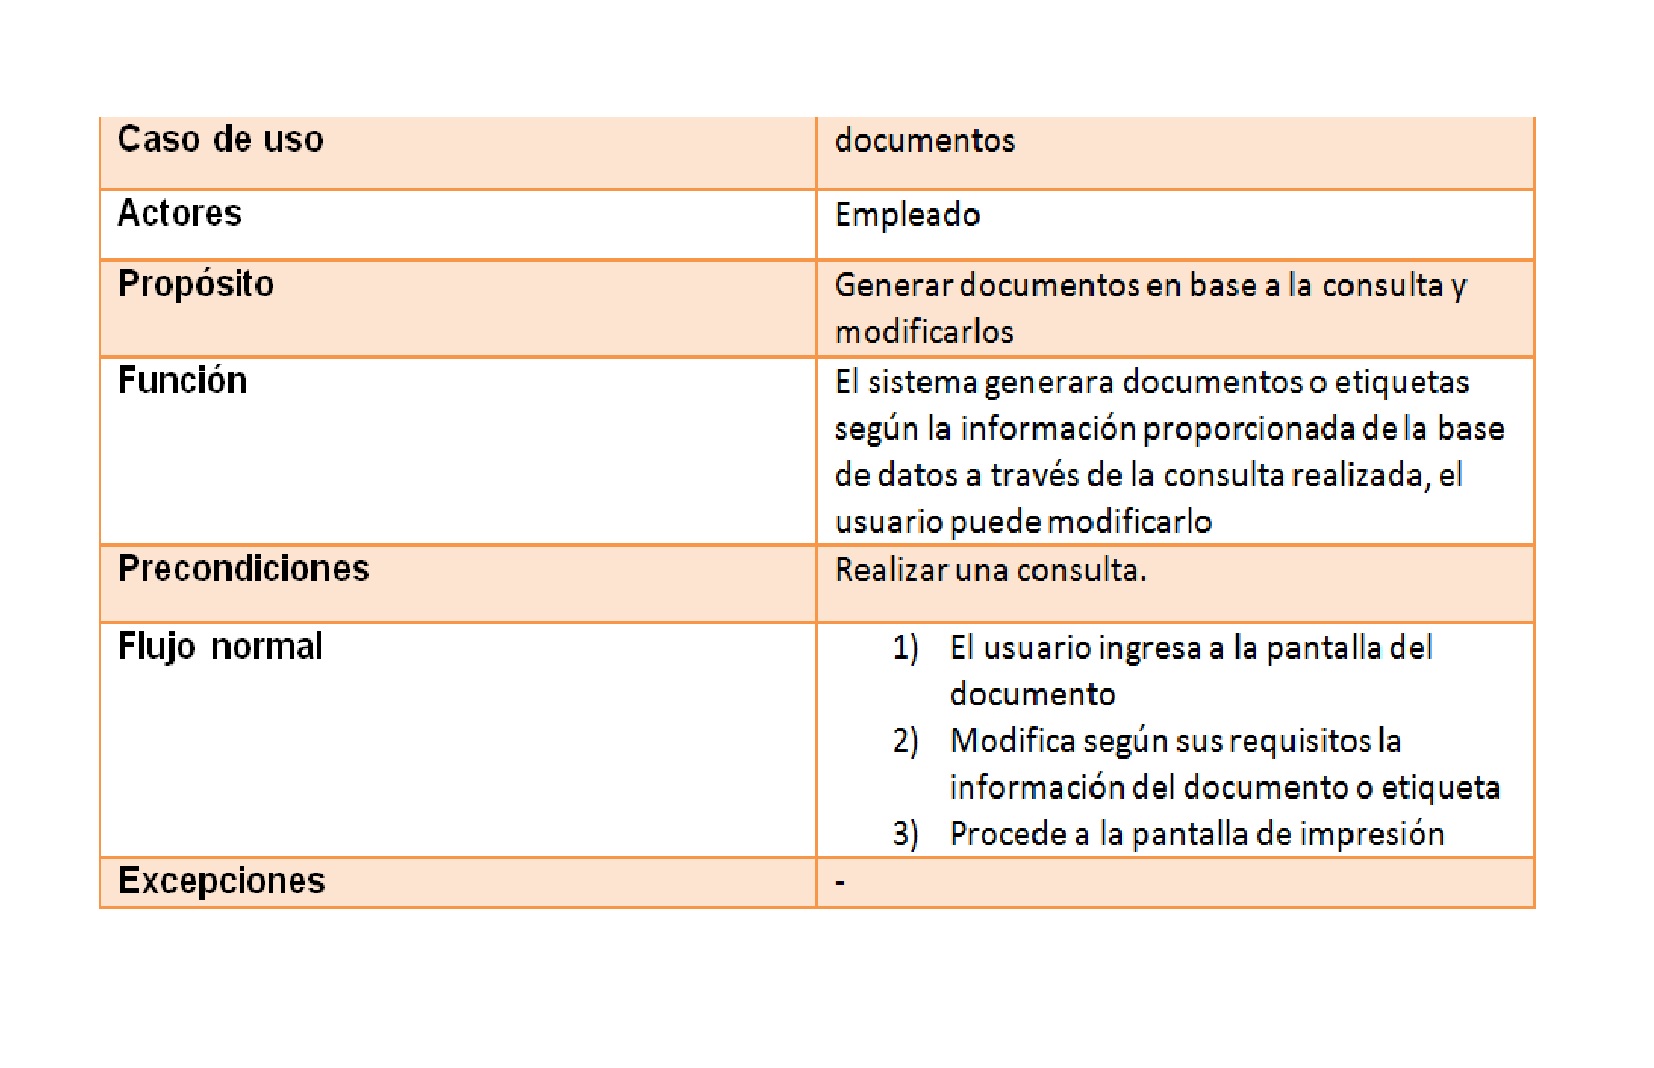 Caso de uso
documentos
Actores
Empleado
Propósito
Generar documentos en base a la consulta y
modificarlos
Función
El sistema generara documentos o etiquetas
según la información proporcionada de la base
de datos a través de la consulta realizada, el
usuario puede modificarlo
Precondiciones
Realizar una consulta.
Flujo normal
1) El usuario ingresa a la pantalla del
documento
2) Modifica según sus requisitos la
información del documento o etiqueta
3) Procede a la pantalla de impresión
Excepciones
-